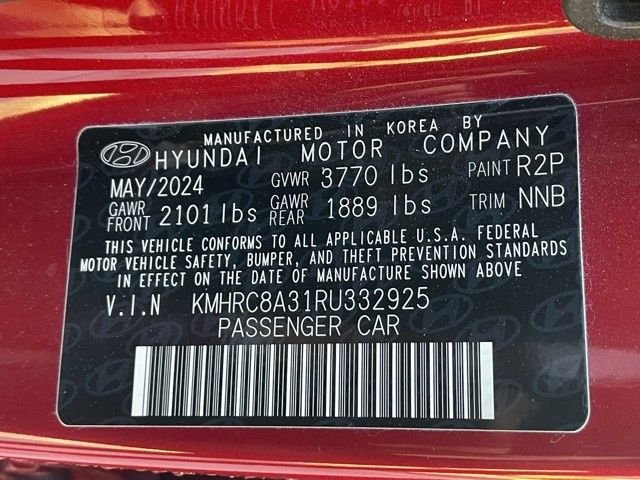 MANUFACTURED IN KOREA BY
HYUNDAI MOTOR COMPANY
MAY/2024 GVWR 3770 lbs PAINT R2P
GAWR FRONT 2101 lbs GAWR REAR 1889 lbs TRIM NNB
THIS VEHICLE CONFORMS TO ALL APPLICABLE U.S.A. FEDERAL
MOTOR VEHICLE SAFETY, BUMPER, AND THEFT PREVENTION STANDARDS
IN EFFECT ON THE DATE OF MANUFACTURE SHOWN ABOVE
V.I.N KMHRC8A31RU332925
PASSENGER CAR